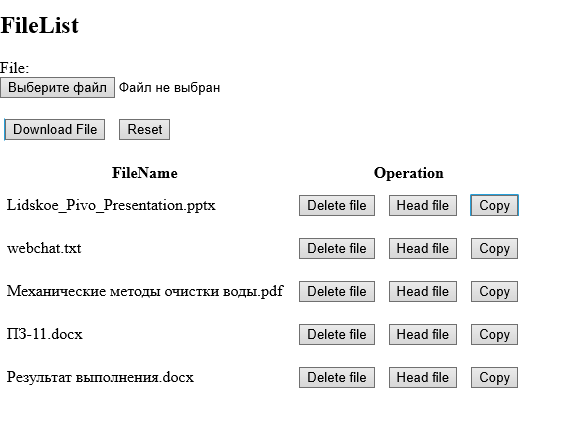 FileList
File:
Выберите файл Файл не выбран
Download File Reset
FileName Operation
Lidskoe_Pivo_Presentation.pptx Delete file Head file Copy
webchat.txt Delete file Head file Copy
Механические методы очистки воды.pdf Delete file Head file Copy
ПЗ-11.docx Delete file Head file Copy
Результат выполнения.docx Delete file Head file Copy